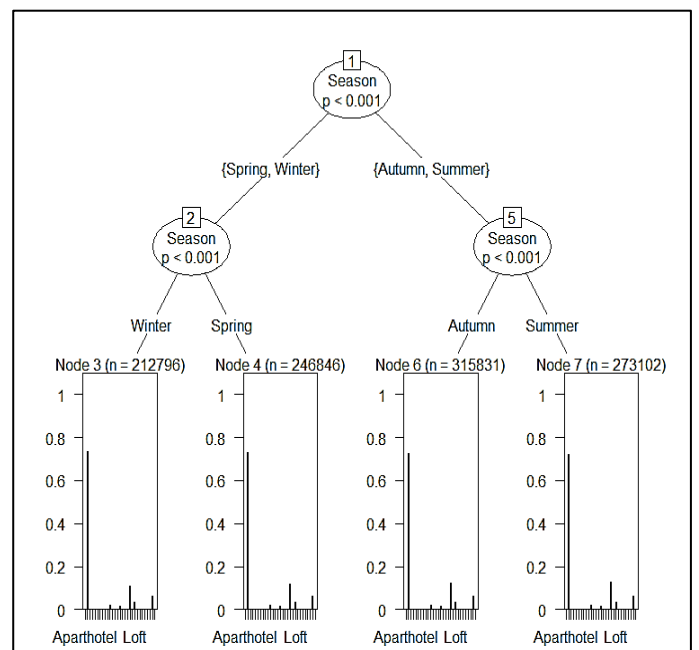 1
Season
p < 0.001
{Spring, Winter}
{Autumn, Summer}
2
Season
p < 0.001
5
Season
p < 0.001
Winter
Spring
Autumn
Summer
Node 3 (n = 212796)
Node 4 (n = 246846)
Node 6 (n = 315831)
Node 7 (n = 273102)
1
0.8
0.6
0.4
0.2
0
1
0.8
0.6
0.4
0.2
0
1
0.8
0.6
0.4
0.2
0
1
0.8
0.6
0.4
0.2
0
Aparthotel Loft
Aparthotel Loft
Aparthotel Loft
Aparthotel Loft